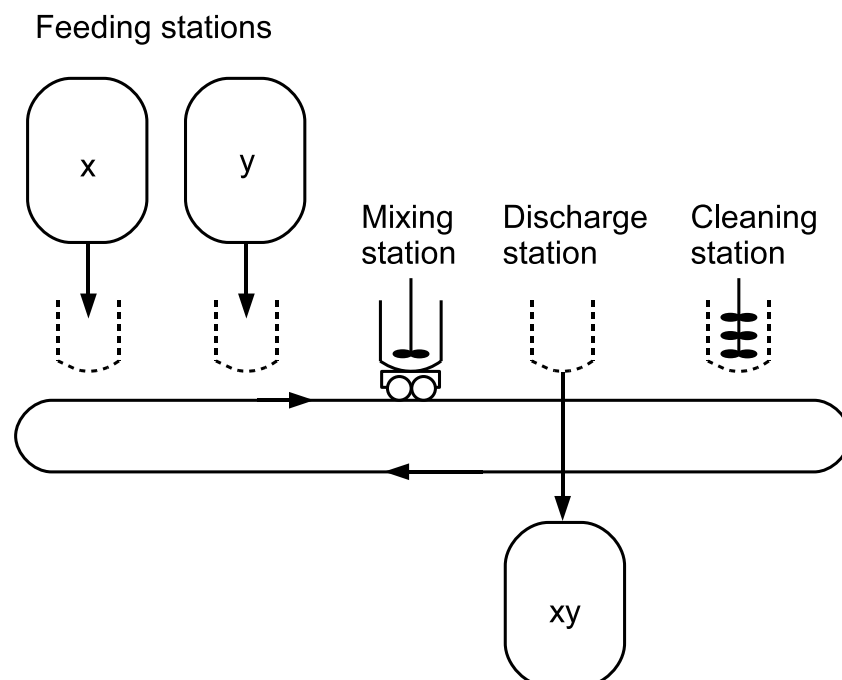 Feeding stations
x
y
Mixing
station
Discharge
station
Cleaning
station
xy